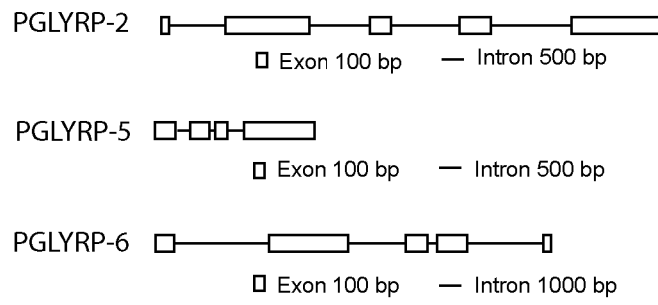 PGLYRP-2
Exon 100 bp Intron 500 bp
PGLYRP-5
Exon 100 bp Intron 500 bp
PGLYRP-6
Exon 100 bp Intron 1000 bp